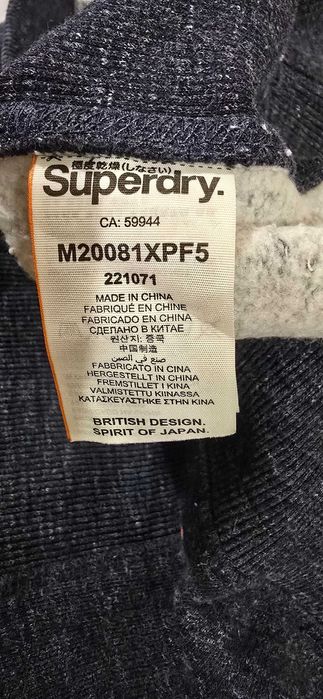 極度乾燥(しなさい)
Superdry.
CA: 59944
M20081XPF5
221071
MADE IN CHINA
FABRIQUÉ EN CHINE
FABRICADO EN CHINA
СДЕЛАНО В КИТАЕ
원산지: 중국
中国制造
صنع في الصين
FABBRICATO IN CINA
HERGESTELLT IN CHINA
FREMSTILLET I KINA
VALMISTETTU KIINASSA
ΚΑΤΑΣΚΕΥΑΣΤΗΚΕ ΣΤΗΝ ΚΙΝΑ
BRITISH DESIGN.
SPIRIT OF JAPAN.